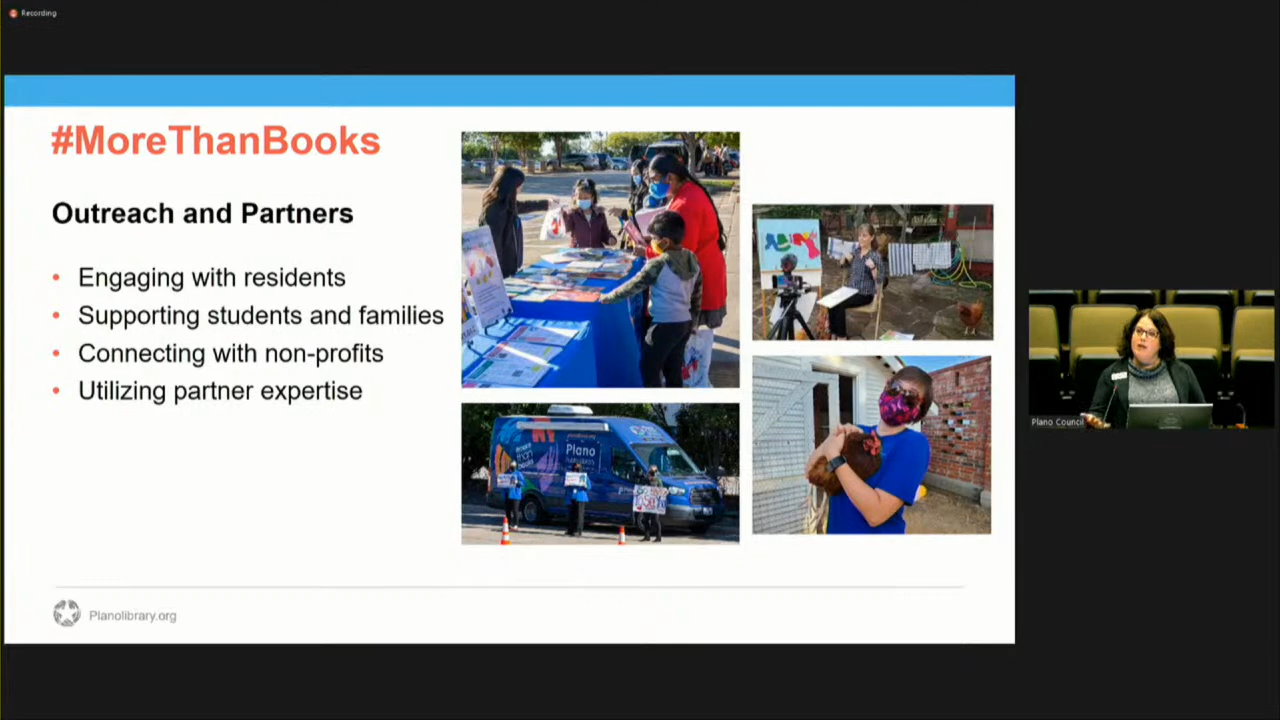 Recording
#MoreThanBooks
Outreach and Partners
• Engaging with residents
• Supporting students and families
• Connecting with non-profits
• Utilizing partner expertise
Plano
Planolibrary.org
Plano Council